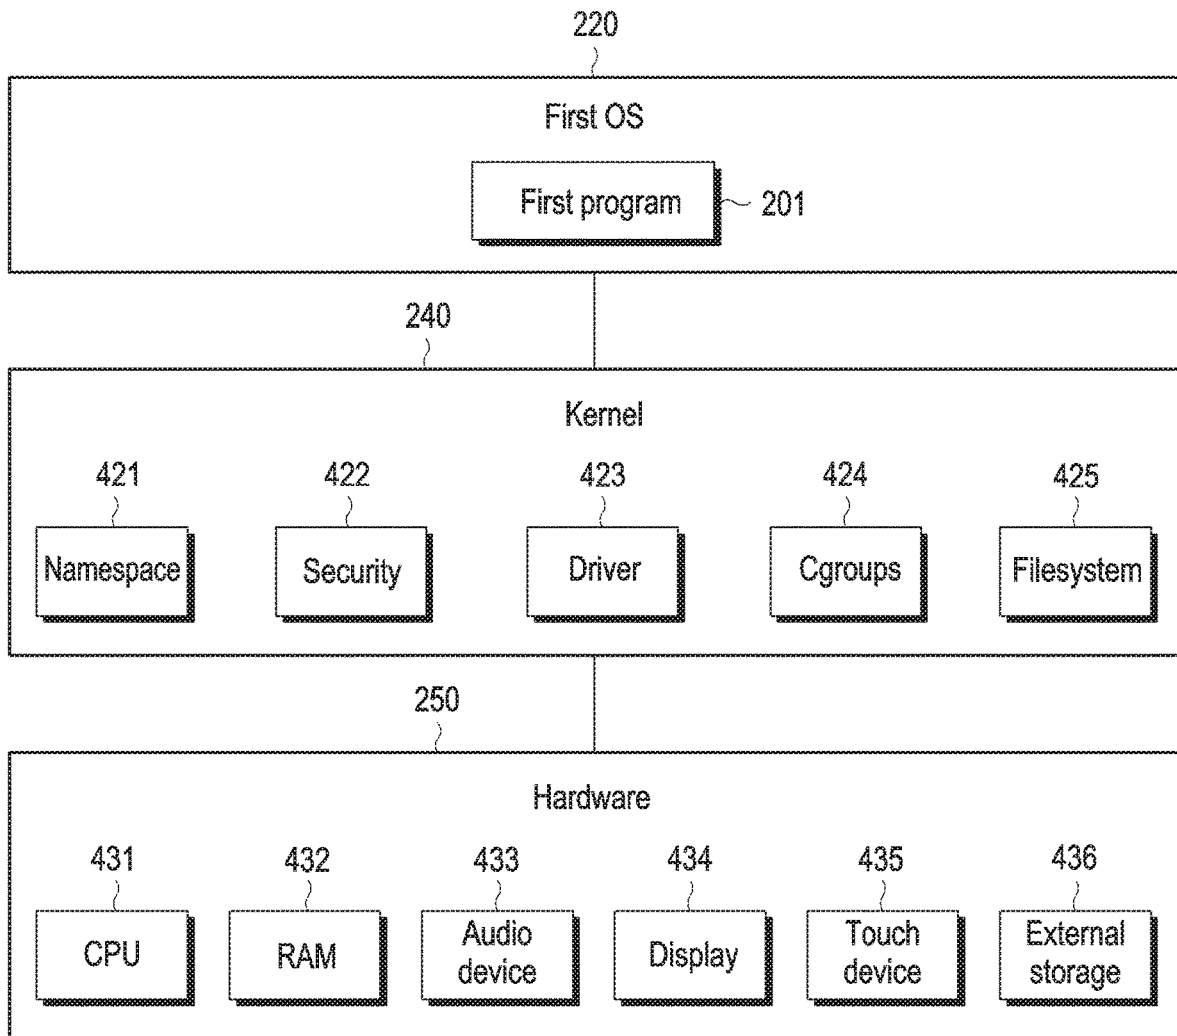 220
First OS
First program
201
240
Kernel
421 422 423 424 425
Namespace Security Driver Cgroups Filesystem
250
Hardware
431 432 433 434 435 436
CPU RAM Audio device Display Touch device External storage